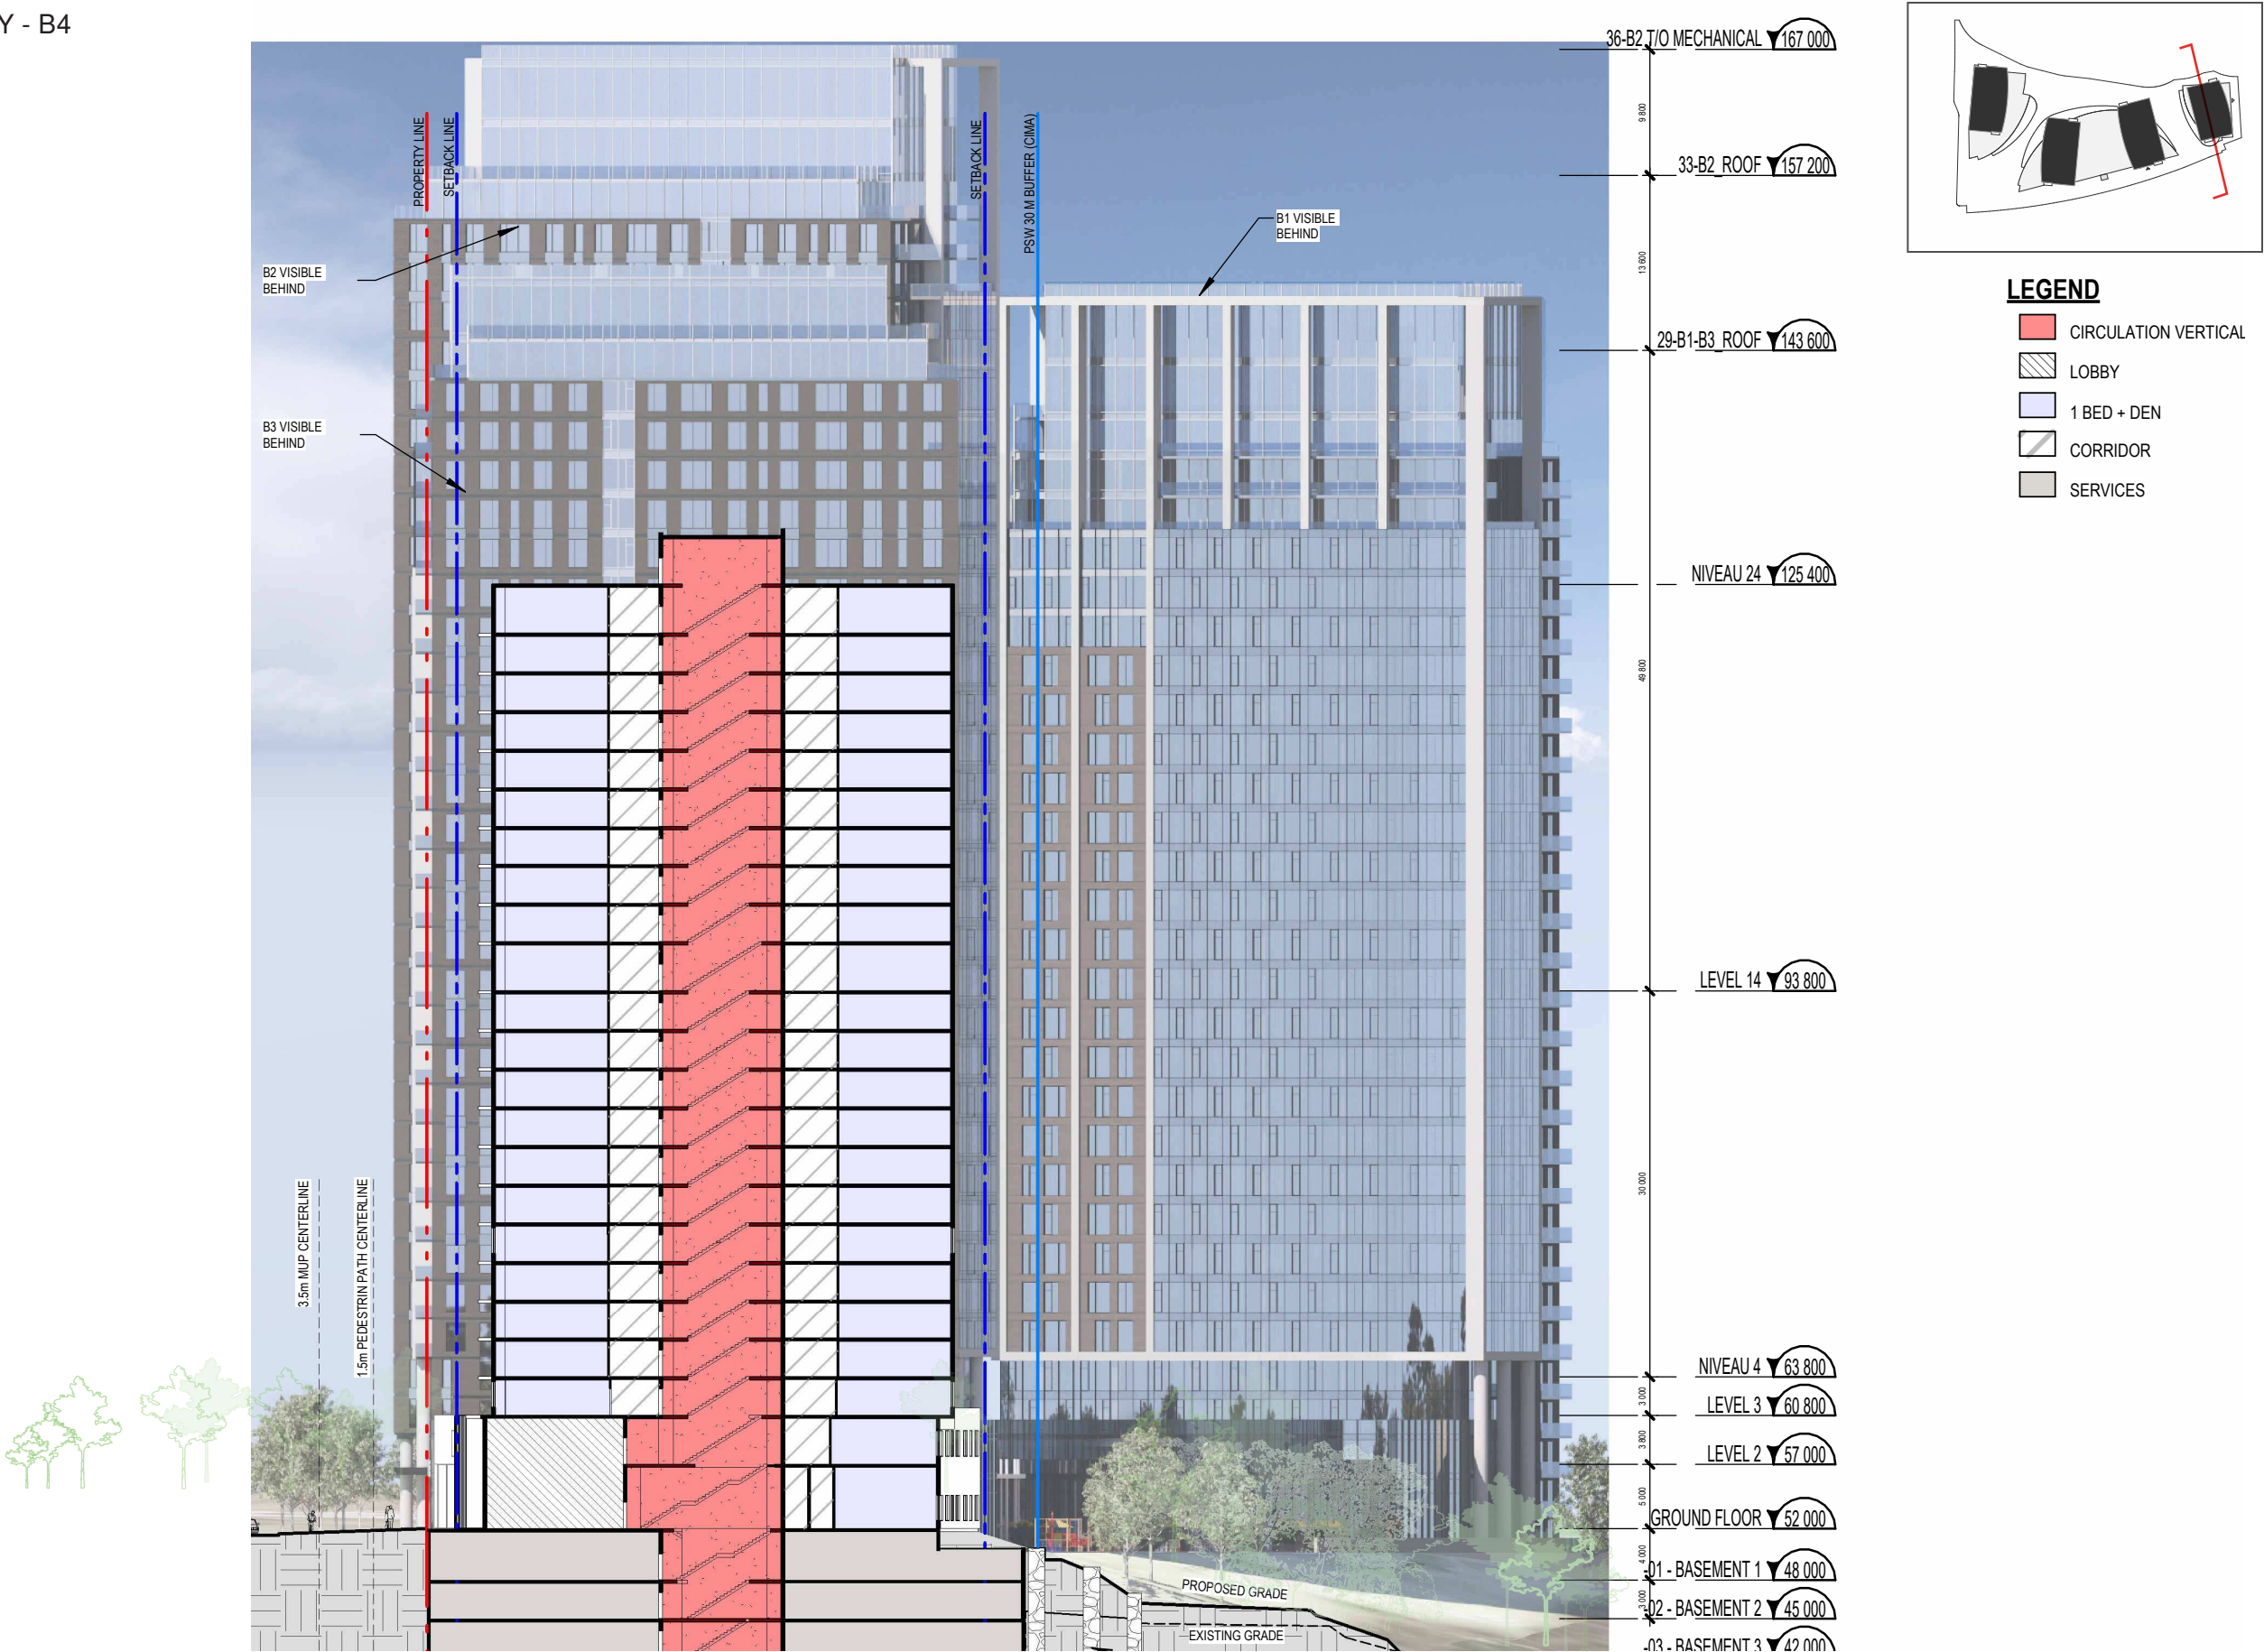 Y - B4
36-B2 T/O MECHANICAL 167 000
9 800
33-B2_ROOF 157 200
13 600
29-B1-B3_ROOF 143 600
NIVEAU 24 125 400
49 800
LEVEL 14 93 800
30 000
NIVEAU 4 63 800
3 000
LEVEL 3 60 800
3 800
LEVEL 2 57 000
5 000
GROUND FLOOR 52 000
4 000
-01 - BASEMENT 1 48 000
3 000
-02 - BASEMENT 2 45 000
-03 - BASEMENT 3 42 000
PROPERTY LINE
SETBACK LINE
SETBACK LINE
PSW 30 M BUFFER (CIMA)
B1 VISIBLE
BEHIND
B2 VISIBLE
BEHIND
B3 VISIBLE
BEHIND
3.5m MUP CENTERLINE
1.5m PEDESTRIN PATH CENTERLINE
PROPOSED GRADE
EXISTING GRADE
LEGEND
CIRCULATION VERTICAL
LOBBY
1 BED + DEN
CORRIDOR
SERVICES